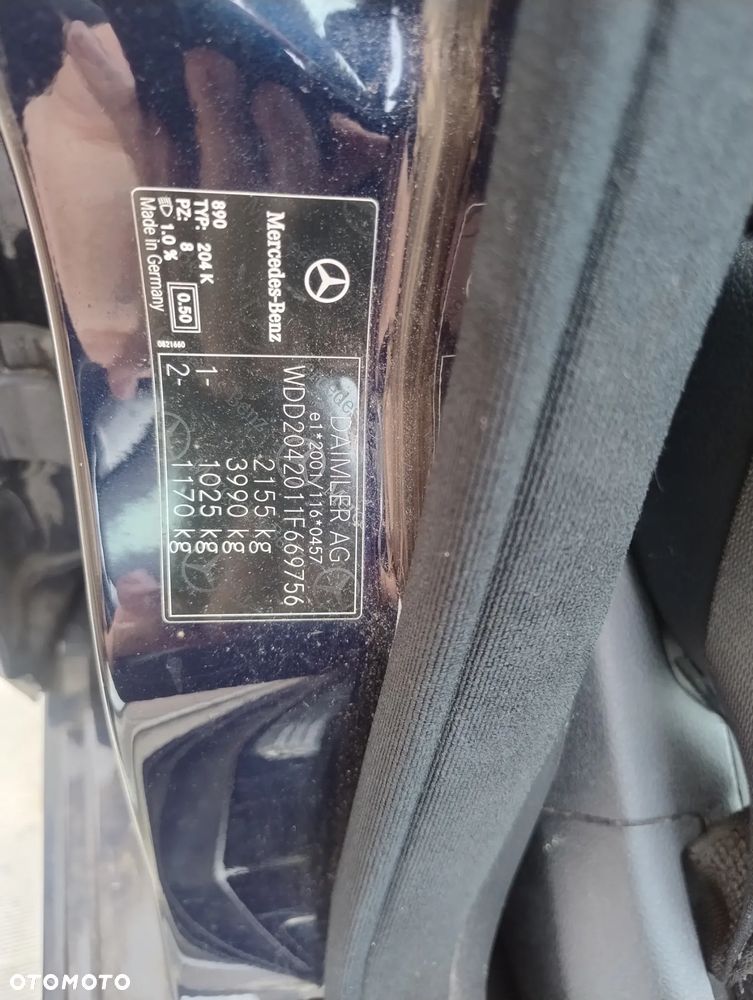 Mercedes-Benz
890
TYP: 204 K
PZ: 8
1.0 %
0.50
Made in Germany
0821660
DAIMLER AG
e1*2001/116*0457
WDD2042011F669756
2155 kg
3990 kg
1- 1025 kg
2- 1170 kg
OTOMOTO